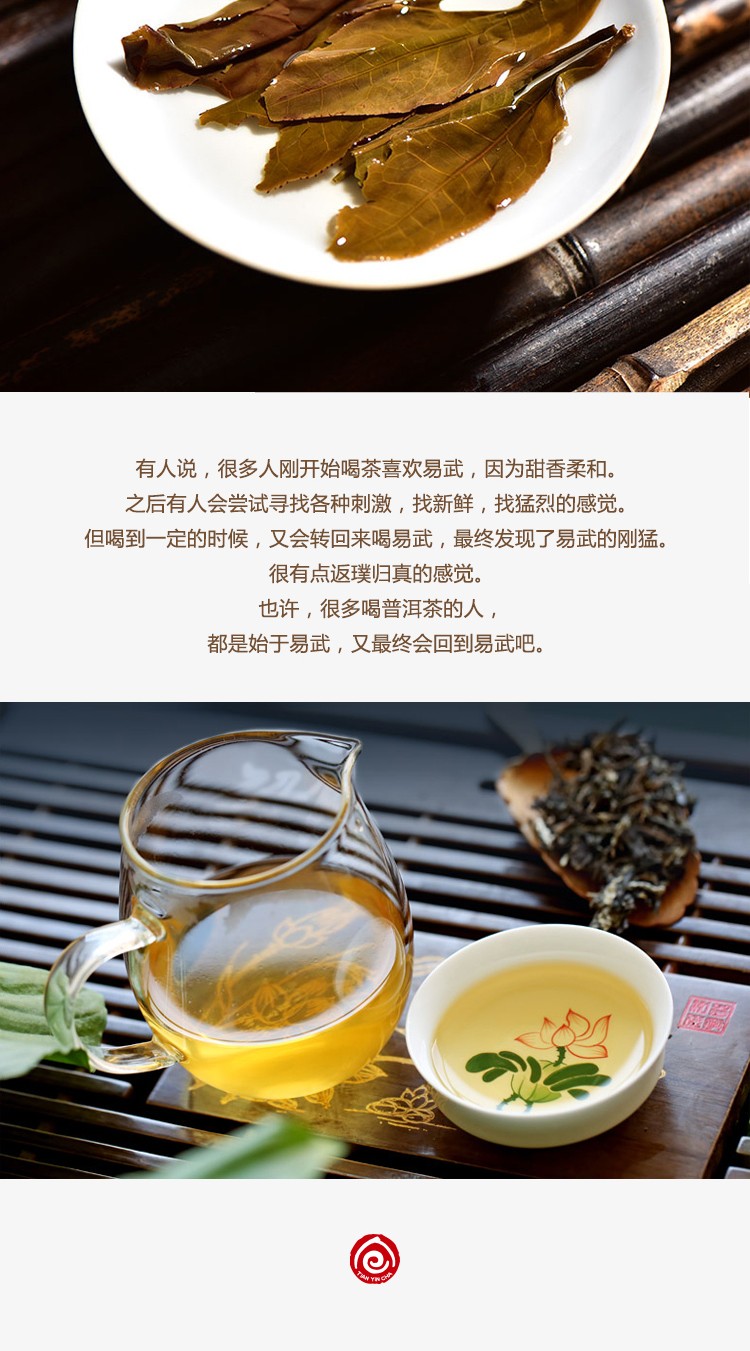 有人说，很多人刚开始喝茶喜欢易武，因为甜香柔和。
之后有人会尝试寻找各种刺激，找新鲜，找猛烈的感觉。
但喝到一定的时候，又会转回来喝易武，最终发现了易武的刚猛。
很有点返璞归真的感觉。
也许，很多喝普洱茶的人，
都是始于易武，又最终会回到易武吧。
TIAN YIN CHA